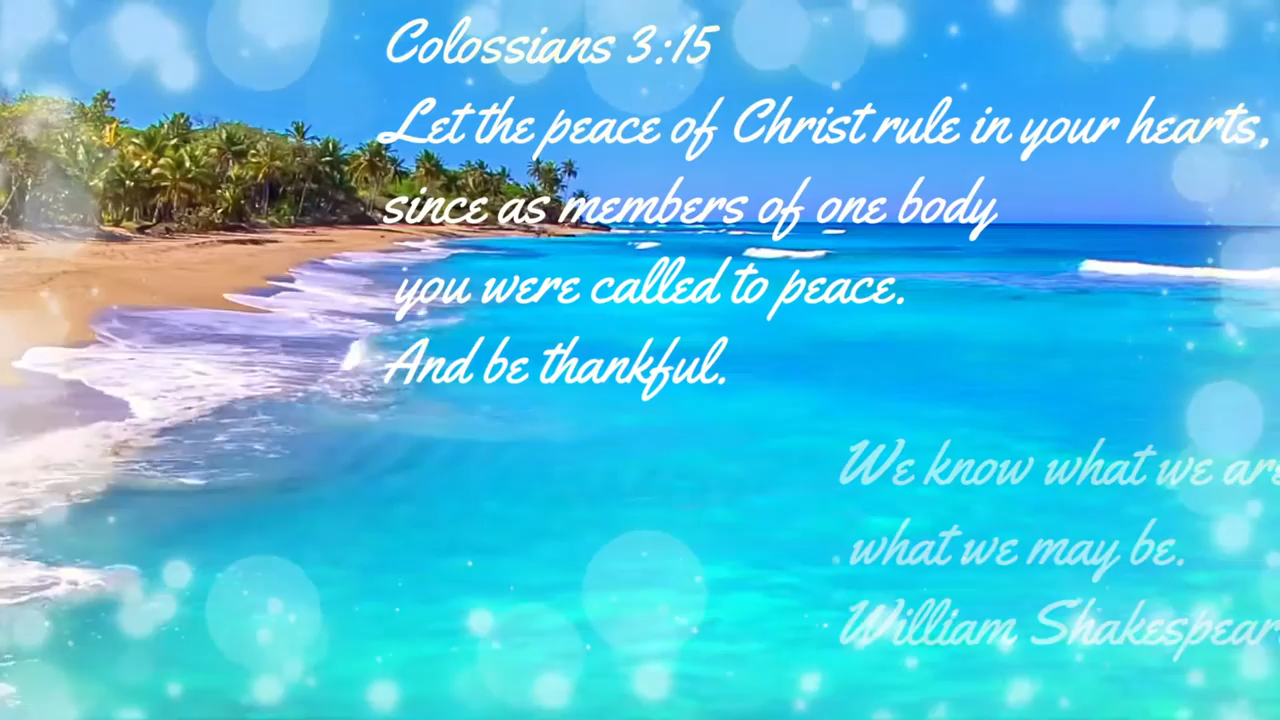 Colossians 3:15
Let the peace of Christ rule in your hearts,
since as members of one body
you were called to peace.
And be thankful.
We know what we are
what we may be.
William Shakespear